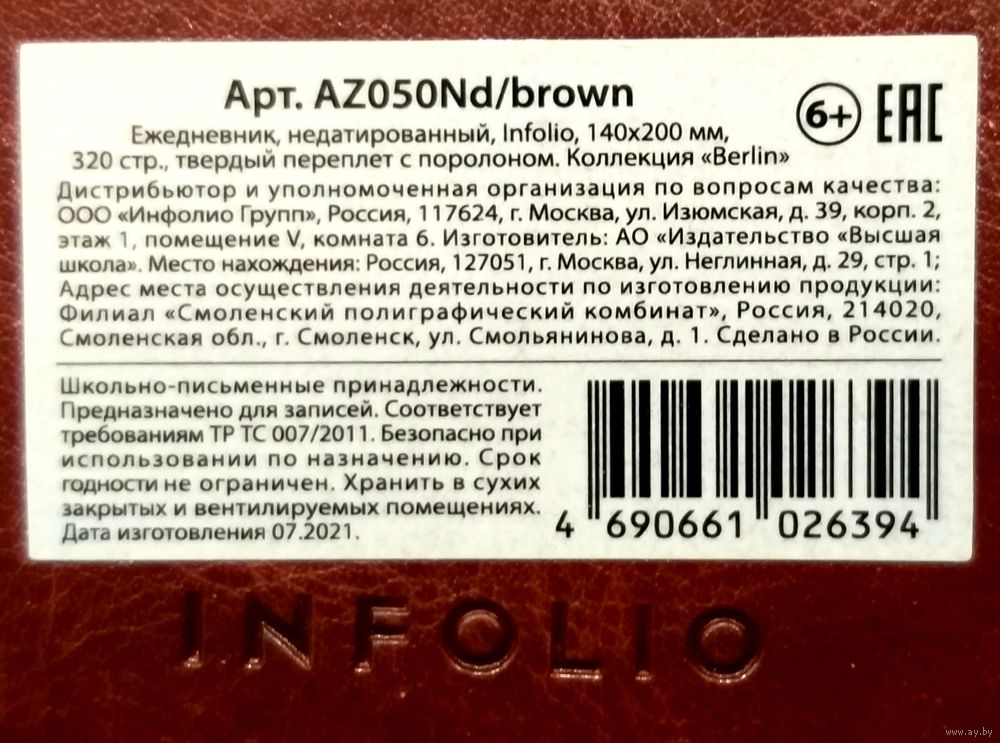 Арт. AZ050Nd/brown
6+ EAC
Ежедневник, недатированный, Infolio, 140x200 мм,
320 стр., твердый переплет с поролоном. Коллекция «Berlin»
Дистрибьютор и уполномоченная организация по вопросам качества:
ООО «Инфолио Групп», Россия, 117624, г. Москва, ул. Изюмская, д. 39, корп. 2,
этаж 1, помещение V, комната 6. Изготовитель: АО «Издательство «Высшая
школа». Место нахождения: Россия, 127051, г. Москва, ул. Неглинная, д. 29, стр. 1;
Адрес места осуществления деятельности по изготовлению продукции:
Филиал «Смоленский полиграфический комбинат», Россия, 214020,
Смоленская обл., г. Смоленск, ул. Смольянинова, д. 1. Сделано в России.
Школьно-письменные принадлежности.
Предназначено для записей. Соответствует
требованиям ТР ТС 007/2011. Безопасно при
использовании по назначению. Срок
годности не ограничен. Хранить в сухих
закрытых и вентилируемых помещениях.
Дата изготовления 07.2021.
4 690661 026394
INFOLIO
www.ay.by